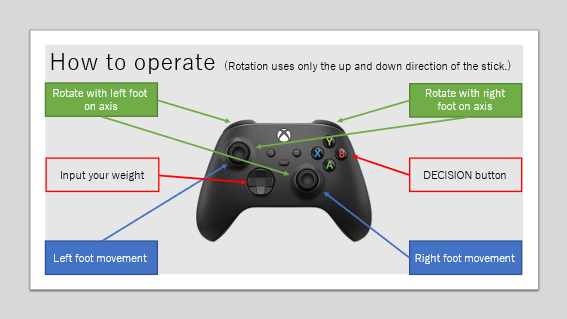 How to operate (Rotation uses only the up and down direction of the stick.)
Rotate with left foot
on axis
Rotate with right
foot on axis
Y
X
B
A
Input your weight
DECISION button
Left foot movement
Right foot movement